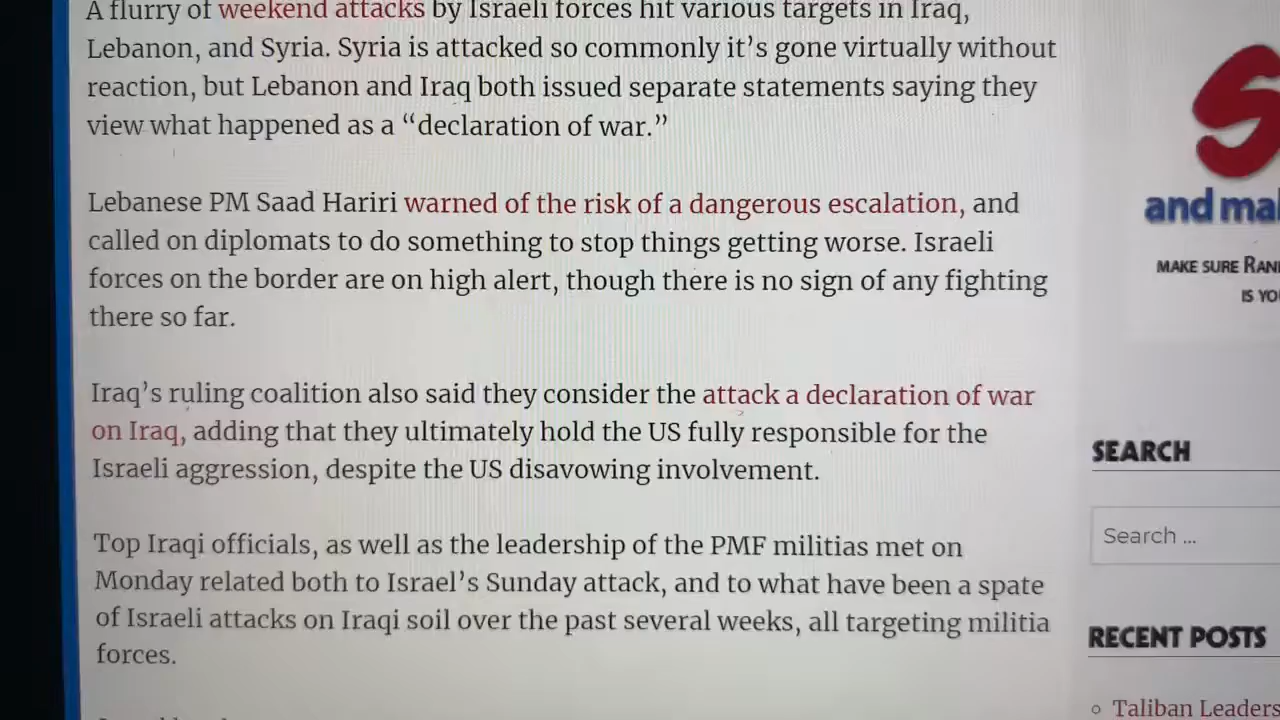 A flurry of weekend attacks by Israeli forces hit various targets in Iraq,
Lebanon, and Syria. Syria is attacked so commonly it’s gone virtually without
reaction, but Lebanon and Iraq both issued separate statements saying they
view what happened as a “declaration of war.”
Lebanese PM Saad Hariri warned of the risk of a dangerous escalation, and
called on diplomats to do something to stop things getting worse. Israeli
forces on the border are on high alert, though there is no sign of any fighting
there so far.
Iraq’s ruling coalition also said they consider the attack a declaration of war
on Iraq, adding that they ultimately hold the US fully responsible for the
Israeli aggression, despite the US disavowing involvement.
Top Iraqi officials, as well as the leadership of the PMF militias met on
Monday related both to Israel’s Sunday attack, and to what have been a spate
of Israeli attacks on Iraqi soil over the past several weeks, all targeting militia
forces.
S
and
MAKE SURE
IS
SEARCH
Search ...
RECENT POSTS
Taliban Leaders